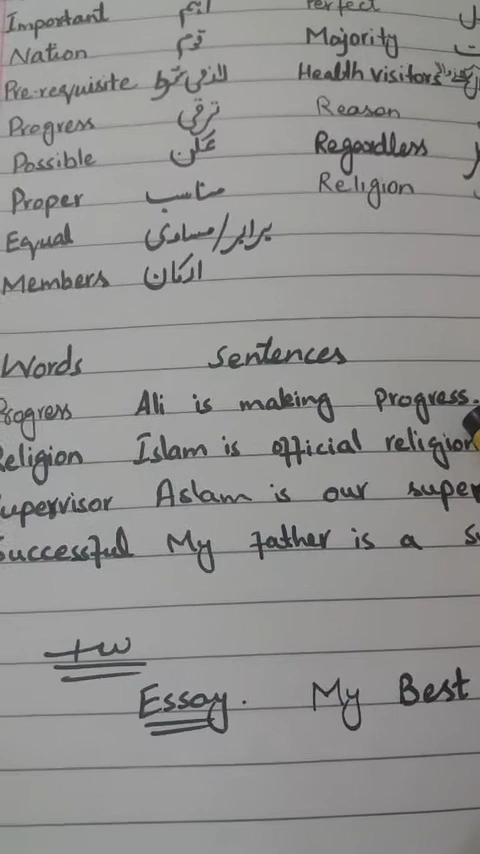 Important اہم Perfect
Nation قوم Majority
Pre-requisite لازمی شرط Health visitors
Progress ترقی Reason
Possible ممکن Regardless
Proper مناسب Religion
Equal برابر/مساوی
Members ارکان
Words Sentences
Progress Ali is making progress.
Religion Islam is official religion
Supervisor Aslam is our super
Successful My father is a s
HW
Essay. My Best